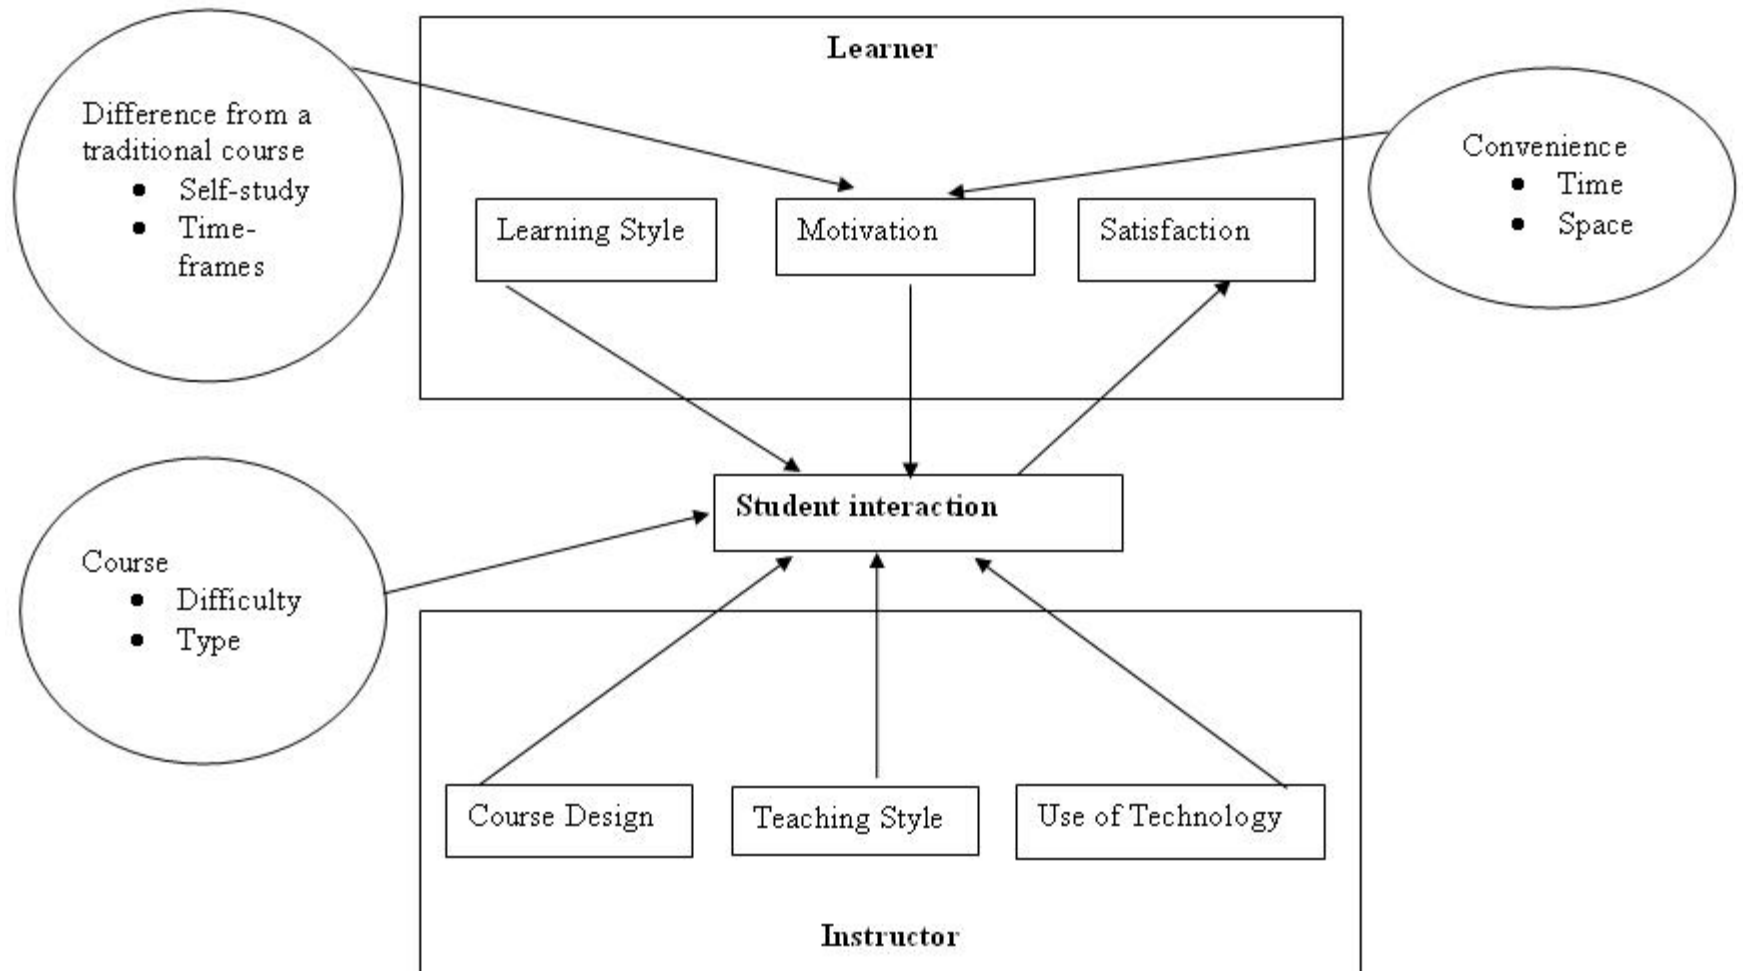 Learner
Difference from a
traditional course
● Self-study
● Time-
frames
Convenience
● Time
● Space
Learning Style
Motivation
Satisfaction
Student interaction
Course
● Difficulty
● Type
Course Design
Teaching Style
Use of Technology
Instructor